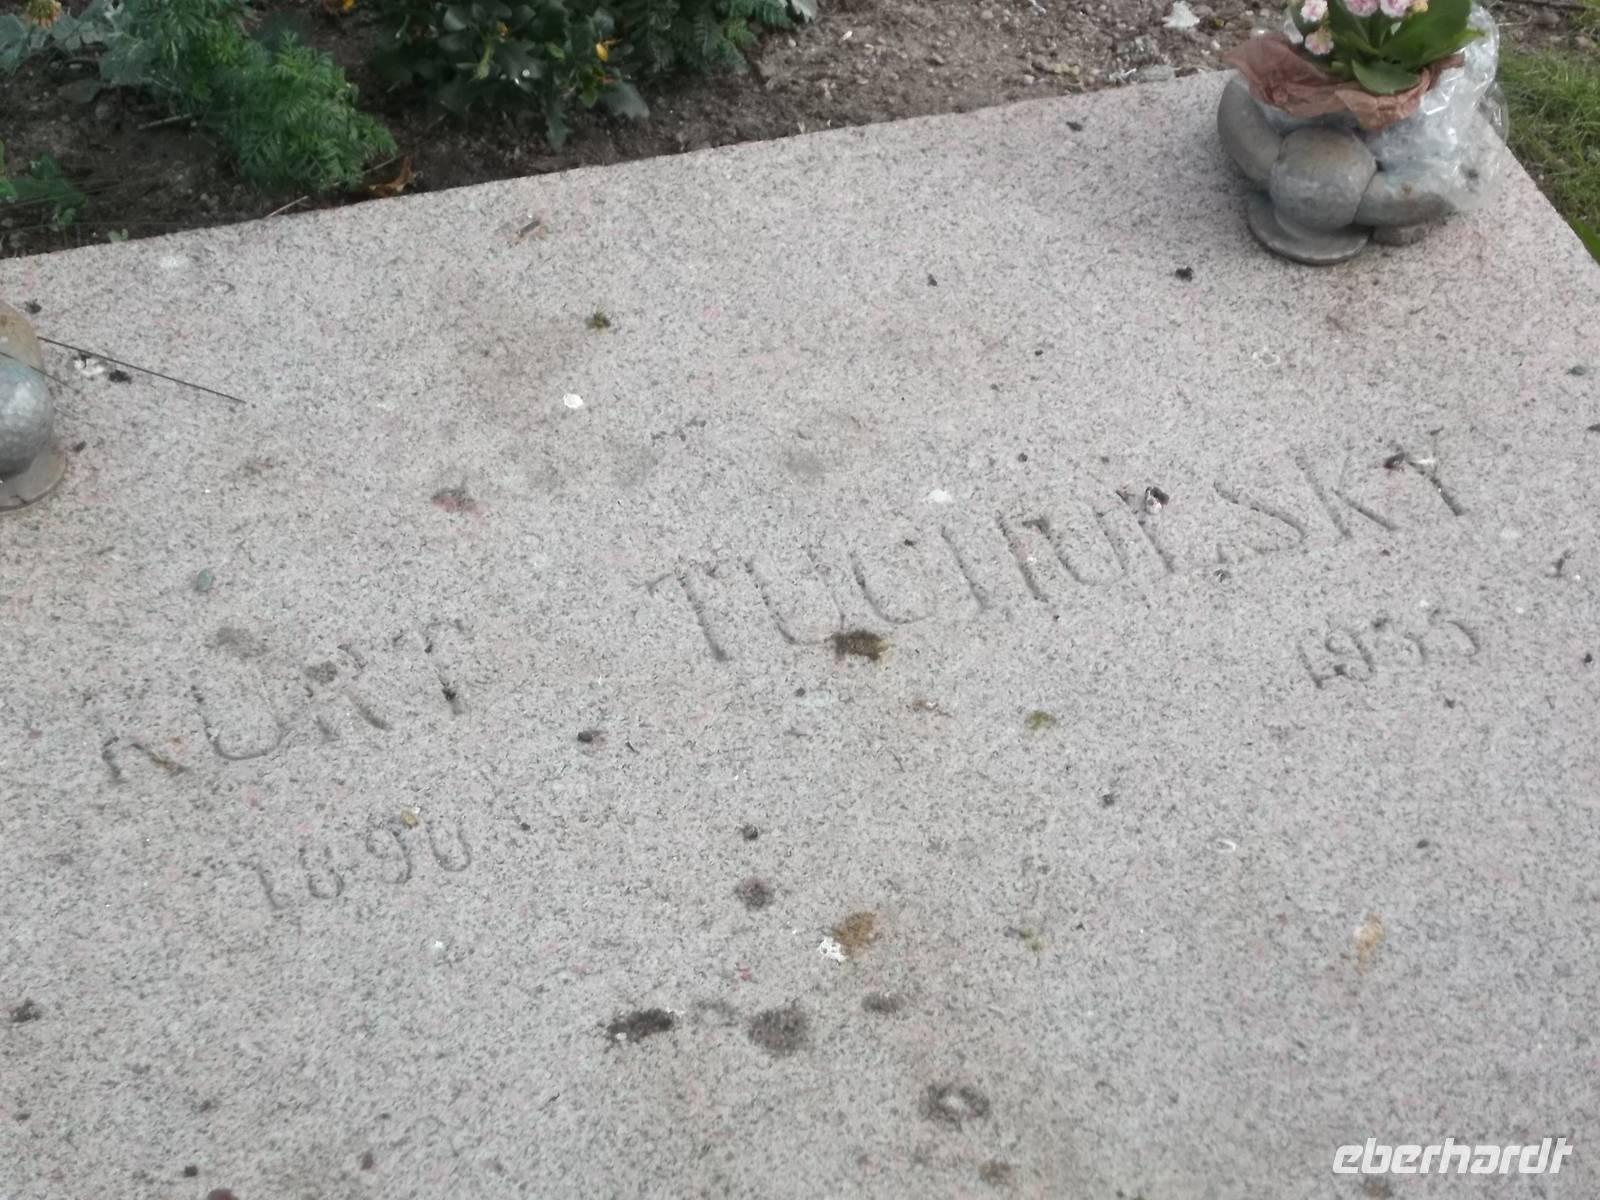 KURT TUCHOLSKY
1890 1935
eberhardt